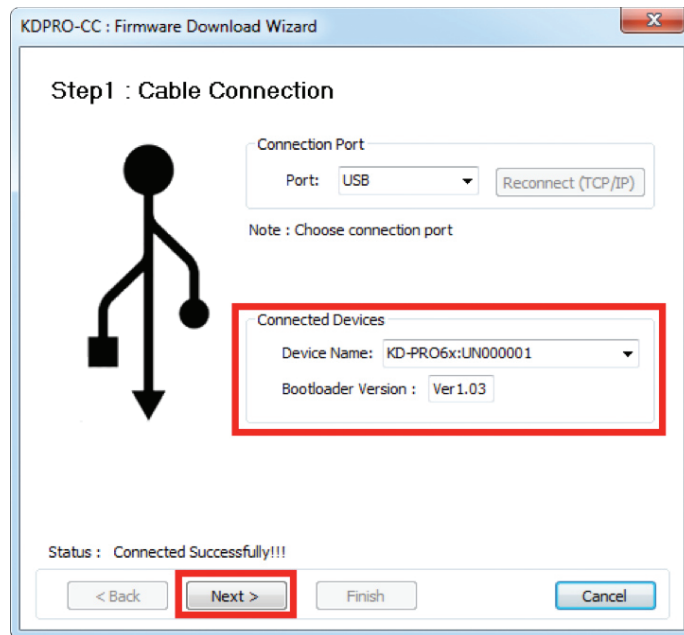 KDPRO-CC : Firmware Download Wizard
Step1 : Cable Connection
Connection Port
Port: USB Reconnect (TCP/IP)
Note : Choose connection port
Connected Devices
Device Name: KD-PRO6x:UN000001
Bootloader Version : Ver1.03
Status : Connected Successfully!!!
< Back Next > Finish Cancel